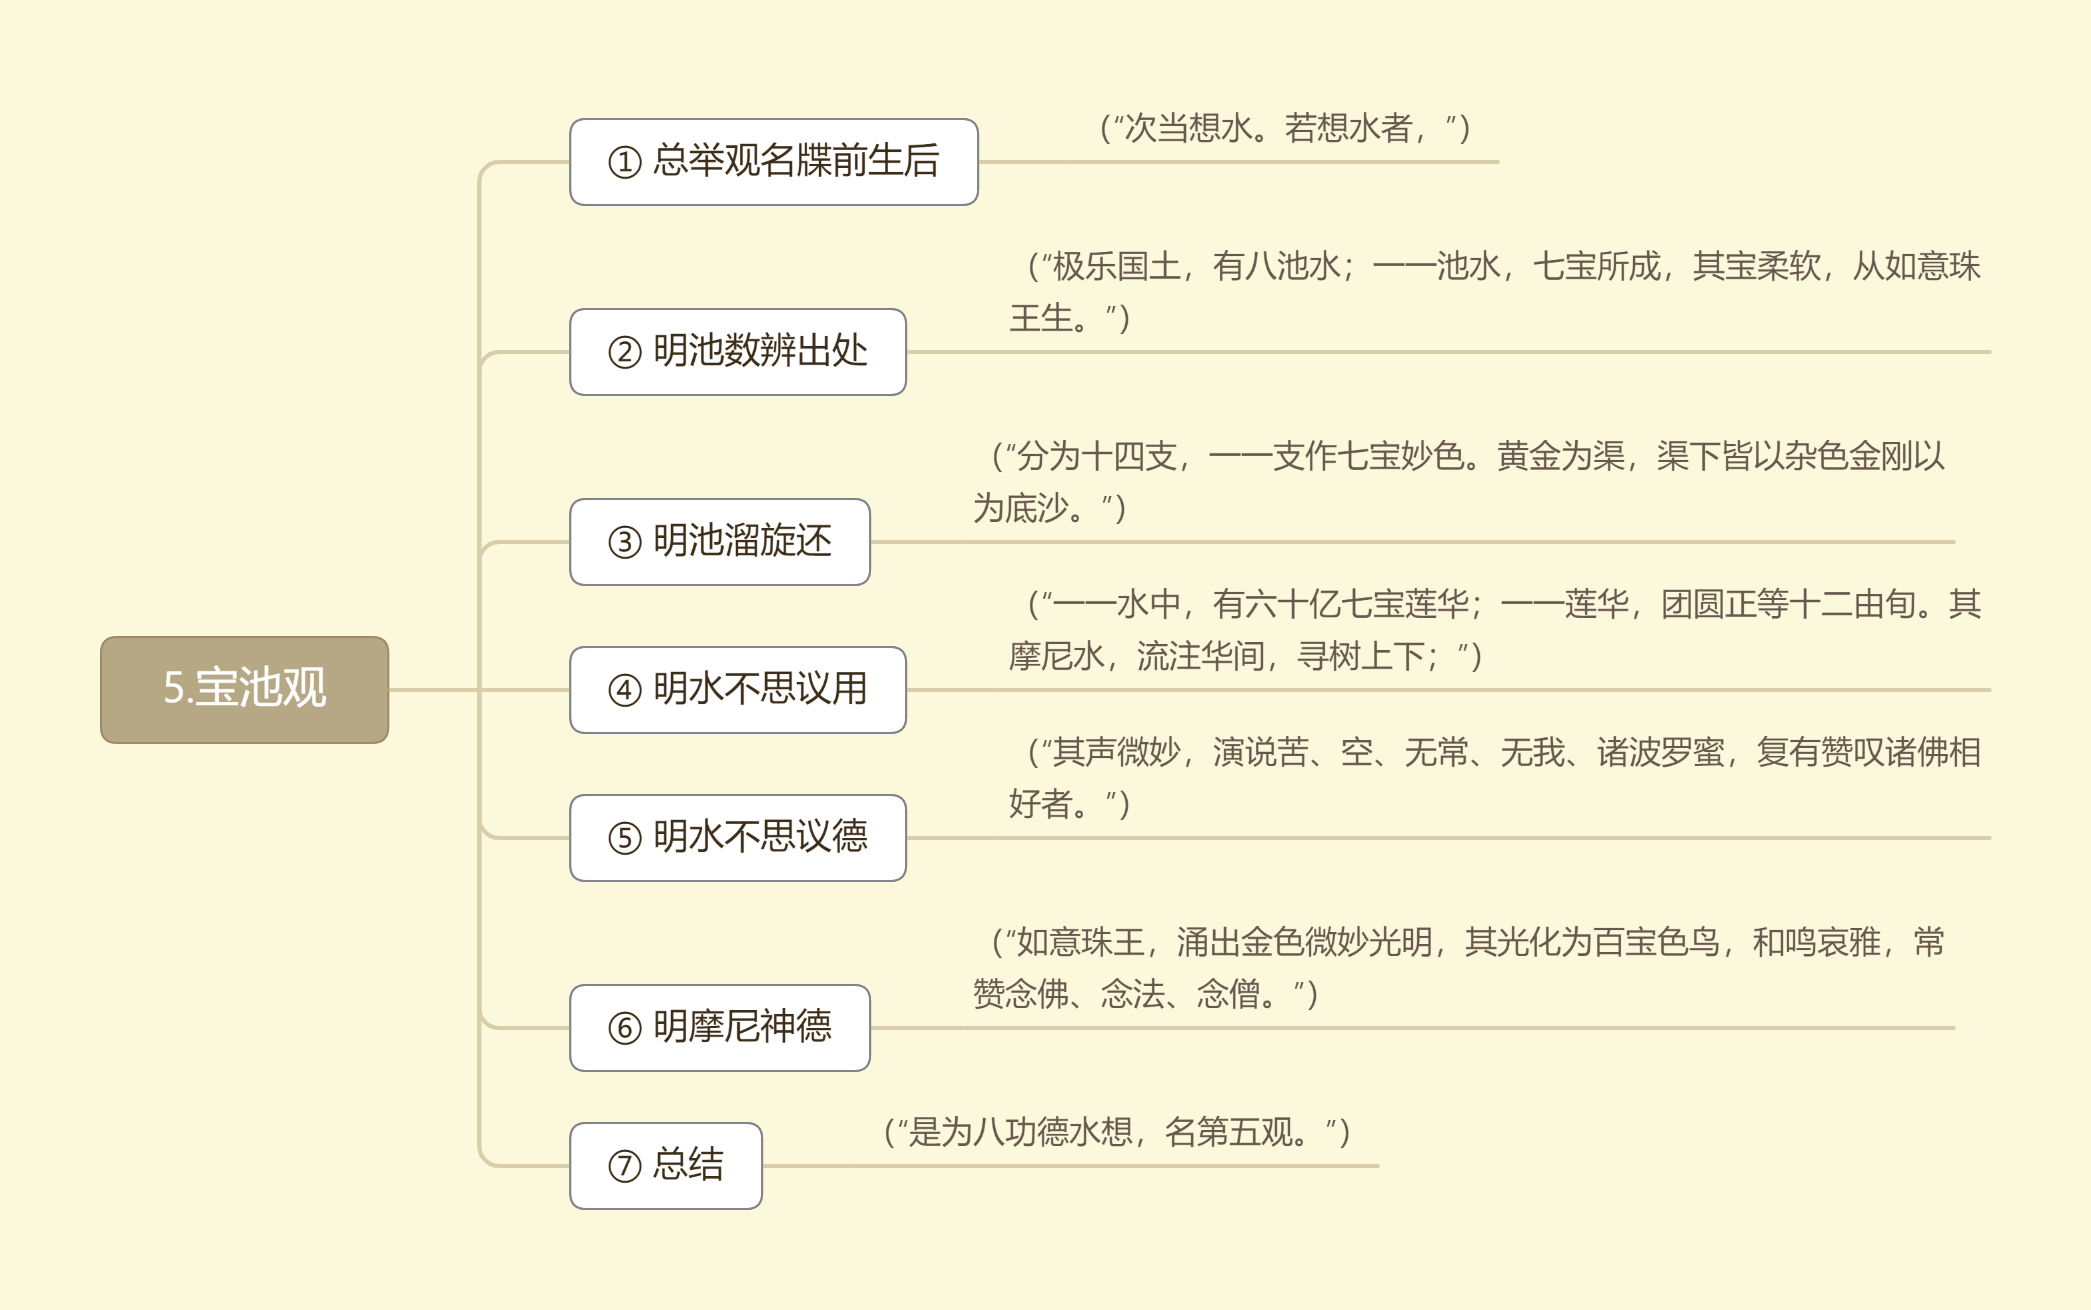 5.宝池观
① 总举观名牒前生后
（“次当想水。若想水者，”）
② 明池数辨出处
（“极乐国土，有八池水；一一池水，七宝所成，其宝柔软，从如意珠
王生。”）
③ 明池溜旋还
（“分为十四支，一一支作七宝妙色。黄金为渠，渠下皆以杂色金刚以
为底沙。”）
④ 明水不思议用
（“一一水中，有六十亿七宝莲华；一一莲华，团圆正等十二由旬。其
摩尼水，流注华间，寻树上下；”）
⑤ 明水不思议德
（“其声微妙，演说苦、空、无常、无我、诸波罗蜜，复有赞叹诸佛相
好者。”）
⑥ 明摩尼神德
（“如意珠王，涌出金色微妙光明，其光化为百宝色鸟，和鸣哀雅，常
赞念佛、念法、念僧。”）
⑦ 总结
（“是为八功德水想，名第五观。”）